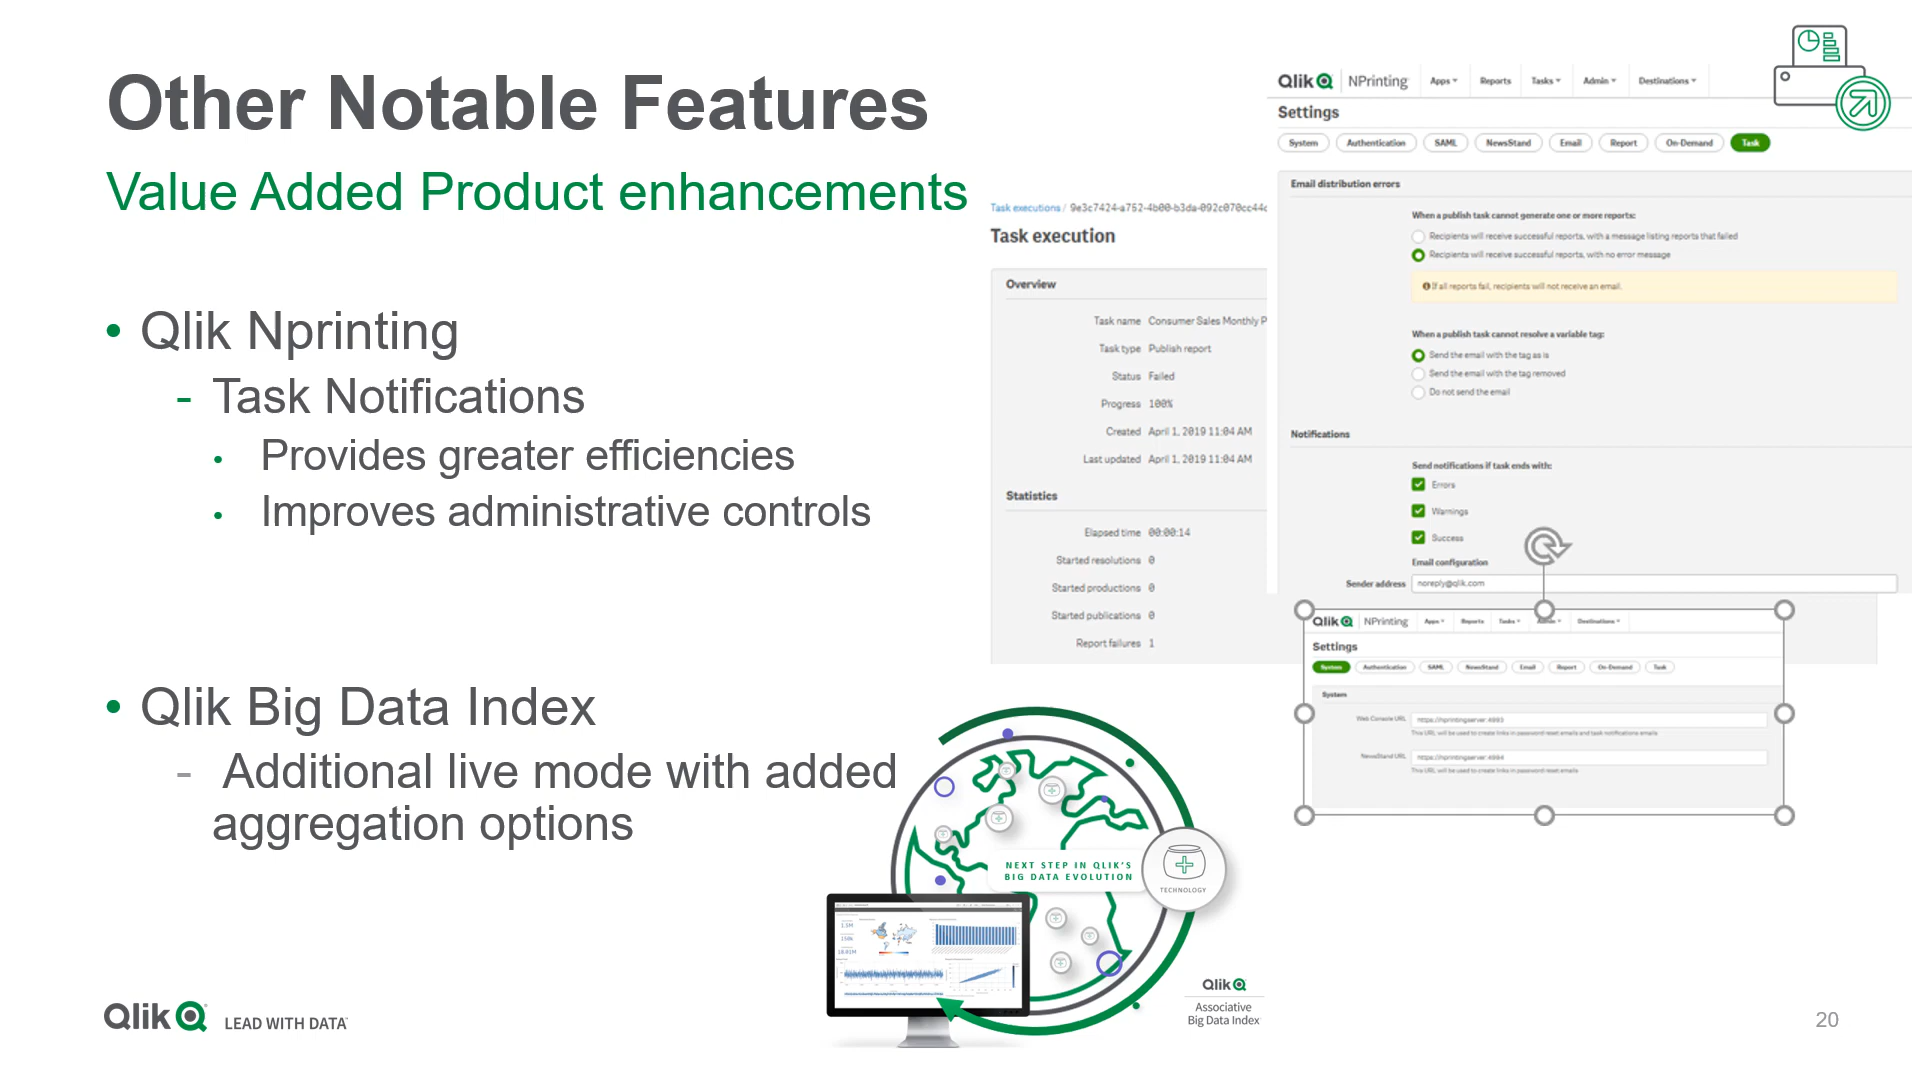 Other Notable Features
Value Added Product enhancements
• Qlik Nprinting
- Task Notifications
• Provides greater efficiencies
• Improves administrative controls
• Qlik Big Data Index
- Additional live mode with added
aggregation options
Task executions / 9e3c7424-a752-4b00-b3da-092c070cc44c
Task execution
Overview
Task name Consumer Sales Monthly P
Task type Publish report
Status Failed
Progress 100%
Created April 1, 2019 11:04 AM
Last updated April 1, 2019 11:04 AM
Statistics
Elapsed time 00:00:14
Started resolutions 0
Started productions 0
Started publications 0
Report failures 1
Qlik NPrinting Apps Reports Tasks Admin Destinations
Settings
System Authentication SAML NewsStand Email Report On-Demand Task
Email distribution errors
When a publish task cannot generate one or more reports:
Recipients will receive successful reports, with a message listing reports that failed
Recipients will receive successful reports, with no error message
If all reports fail, recipients will not receive an email.
When a publish task cannot resolve a variable tag:
Send the email with the tag as is
Send the email with the tag removed
Do not send the email
Notifications
Send notifications if task ends with:
Errors
Warnings
Success
Email configuration
Sender address noreply@qlik.com
Qlik NPrinting Apps Reports Tasks Admin Destinations
Settings
System Authentication SAML NewsStand Email Report On-Demand Task
System
Web Console URL https://nprintingserver:4993
This URL will be used to create links in password reset emails and task notifications emails
NewsStand URL https://nprintingserver:4994
This URL will be used to create links in password reset emails
NEXT STEP IN QLIK'S
BIG DATA EVOLUTION
TECHNOLOGY
Qlik
Associative
Big Data Index
Qlik LEAD WITH DATA
20